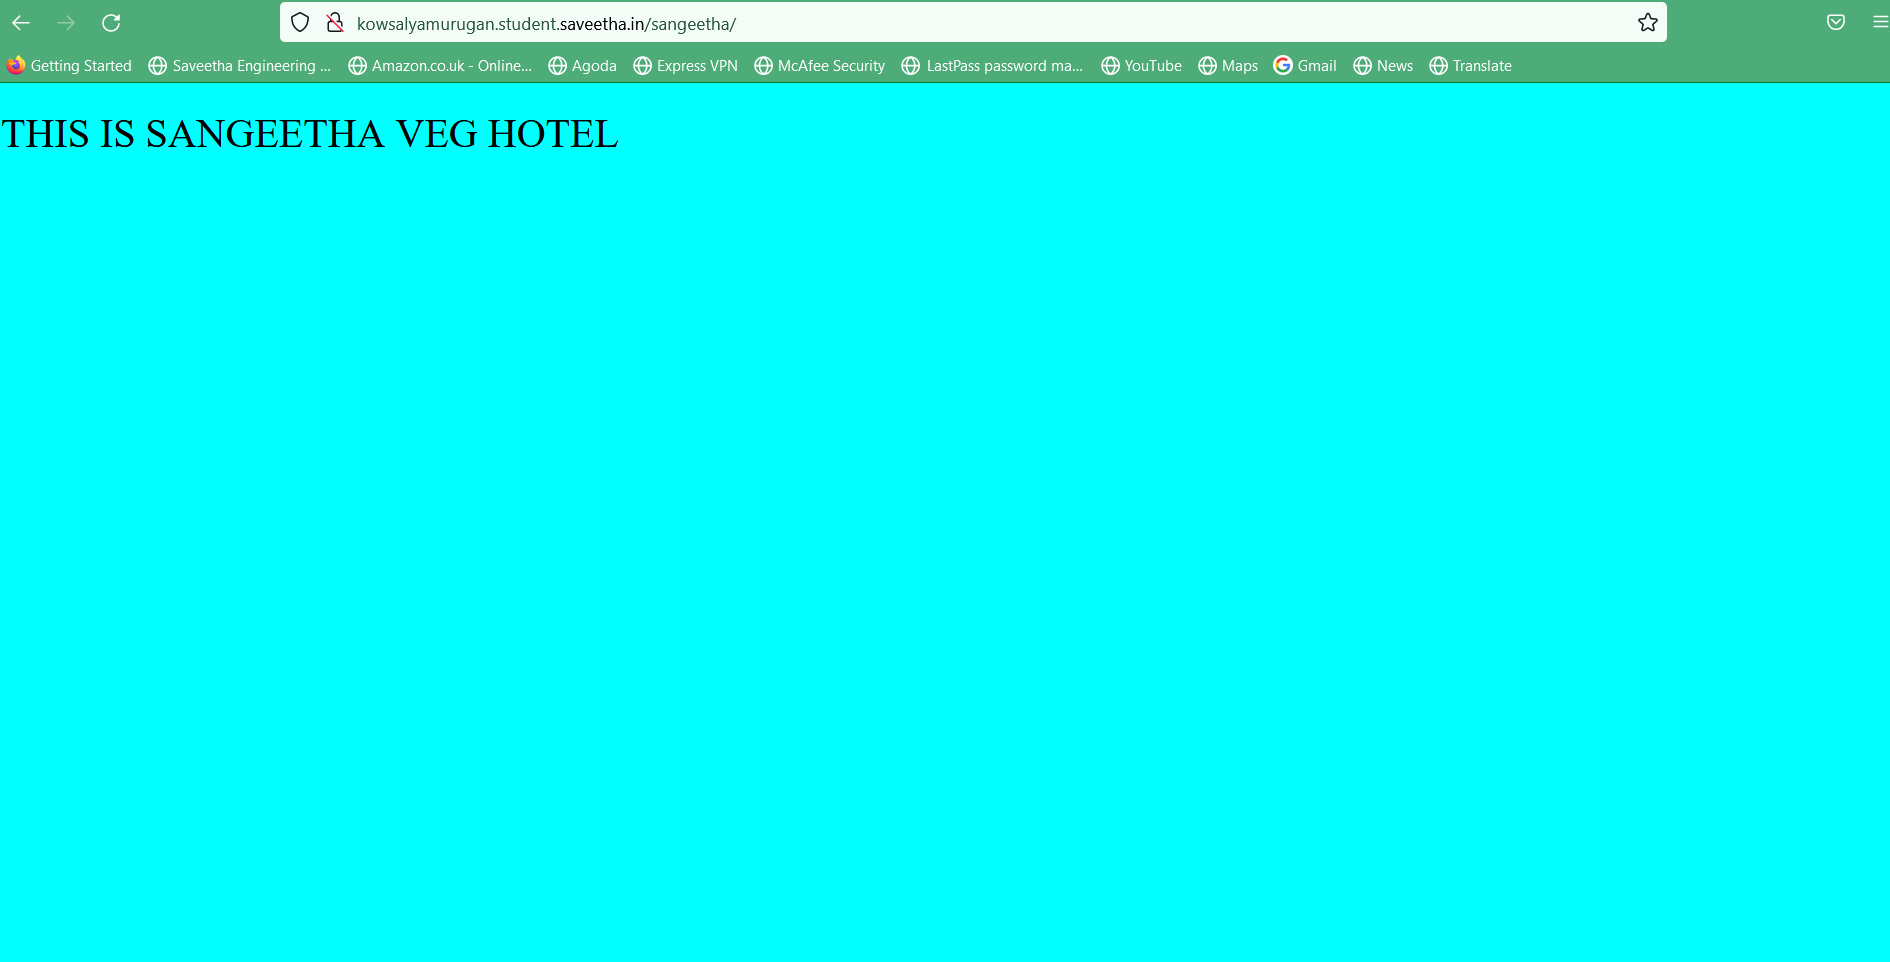 kowsalyamurugan.student.saveetha.in/sangeetha/
Getting Started Saveetha Engineering ... Amazon.co.uk - Online... Agoda Express VPN McAfee Security LastPass password ma... YouTube Maps Gmail News Translate
THIS IS SANGEETHA VEG HOTEL